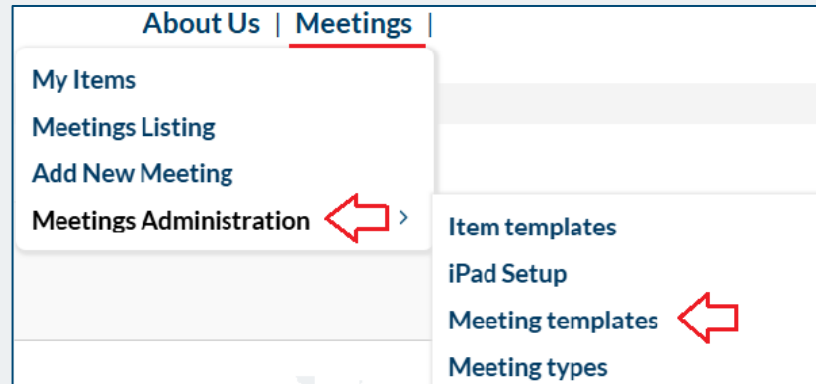 About Us | Meetings |
My Items
Meetings Listing
Add New Meeting
Meetings Administration >
Item templates
iPad Setup
Meeting templates
Meeting types